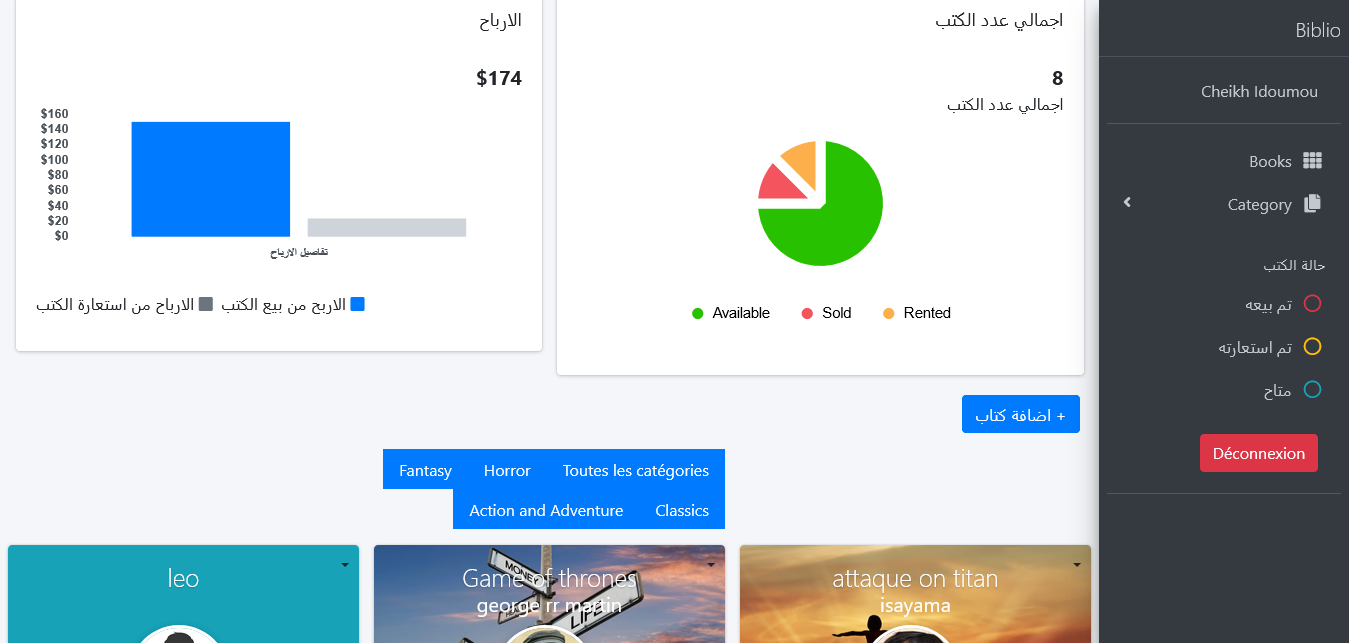 Biblio
Cheikh Idoumou
Books
Category
حالة الكتب
تم بيعه
تم استعارته
متاح
Déconnexion
اجمالي عدد الكتب
8
اجمالي عدد الكتب
Available
Sold
Rented
الارباح
$174
$160
$140
$120
$100
$80
$60
$40
$20
$0
تفاصيل الارباح
الاربح من بيع الكتب
الارباح من استعارة الكتب
+ اضافة كتاب
Toutes les catégories
Horror
Fantasy
Classics
Action and Adventure
attaque on titan
isayama
Game of thrones
george rr martin
MONEY
LIFE
leo